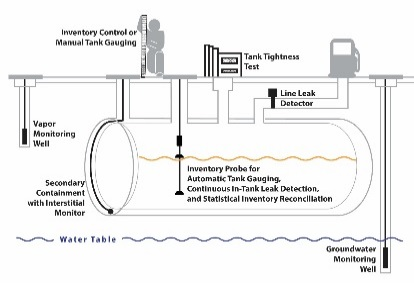 Inventory Control or
Manual Tank Gauging
Tank Tightness
Test
Line Leak
Detector
Vapor
Monitoring
Well
Inventory Probe for
Automatic Tank Gauging,
Continuous In-Tank Leak Detection,
and Statistical Inventory Reconciliation
Secondary
Containment
with Interstitial
Monitor
Water Table
Groundwater
Monitoring
Well